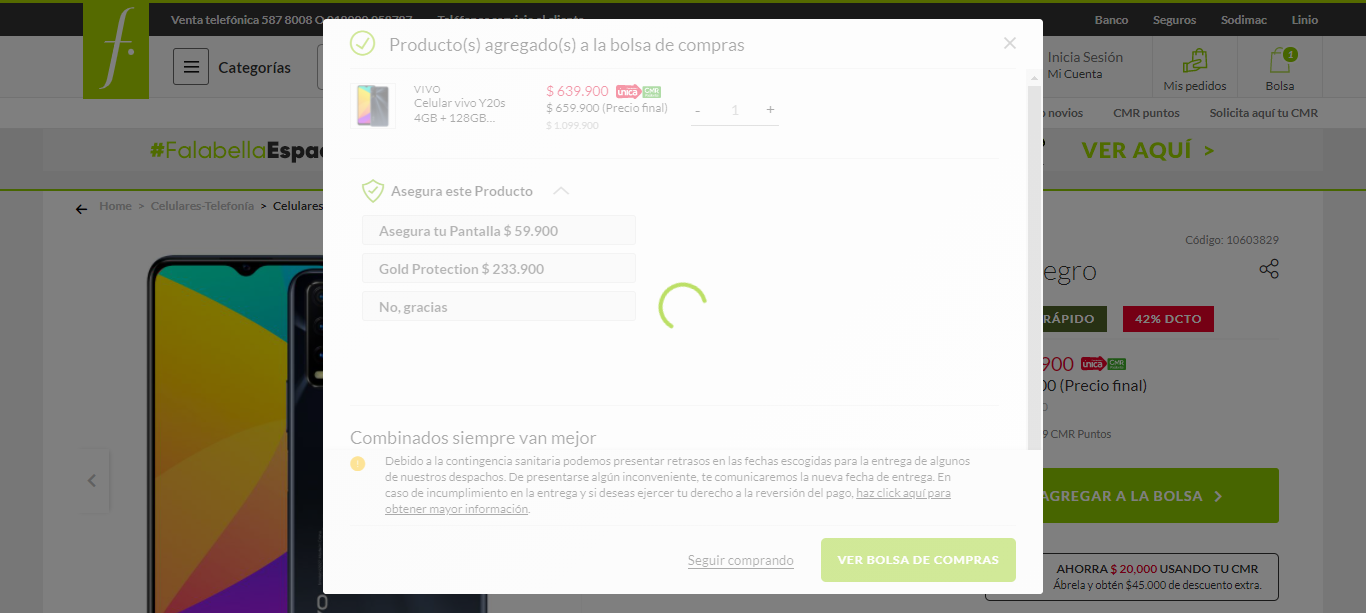 Venta telefónica 587 8008 O
Teléfonos servicio al cliente
Banco
Seguros
Sodimac
Linio
f.
Categorías
Inicia Sesión
Mi Cuenta
Mis pedidos
1
Bolsa
novios
CMR puntos
Solicita aquí tu CMR
#FalabellaEspac
VER AQUÍ >
Home > Celulares-Telefonía > Celulares
Producto(s) agregado(s) a la bolsa de compras
VIVO
Celular vivo Y20s
4GB + 128GB...
$ 639.900 unica CMR
$ 659.900 (Precio final)
$ 1.099.900
- 1 +
Asegura este Producto
Asegura tu Pantalla $ 59.900
Gold Protection $ 233.900
No, gracias
Combinados siempre van mejor
Debido a la contingencia sanitaria podemos presentar retrasos en las fechas escogidas para la entrega de algunos
de nuestros despachos. De presentarse algún inconveniente, te comunicaremos la nueva fecha de entrega. En
caso de incumplimiento en la entrega y si deseas ejercer tu derecho a la reversión del pago, haz click aquí para
obtener mayor información.
Seguir comprando
VER BOLSA DE COMPRAS
Código: 10603829
egro
RÁPIDO
42% DCTO
900 unica CMR
00 (Precio final)
9 CMR Puntos
AGREGAR A LA BOLSA >
AHORRA $ 20,000 USANDO TU CMR
Ábrela y obtén $45.000 de descuento extra.